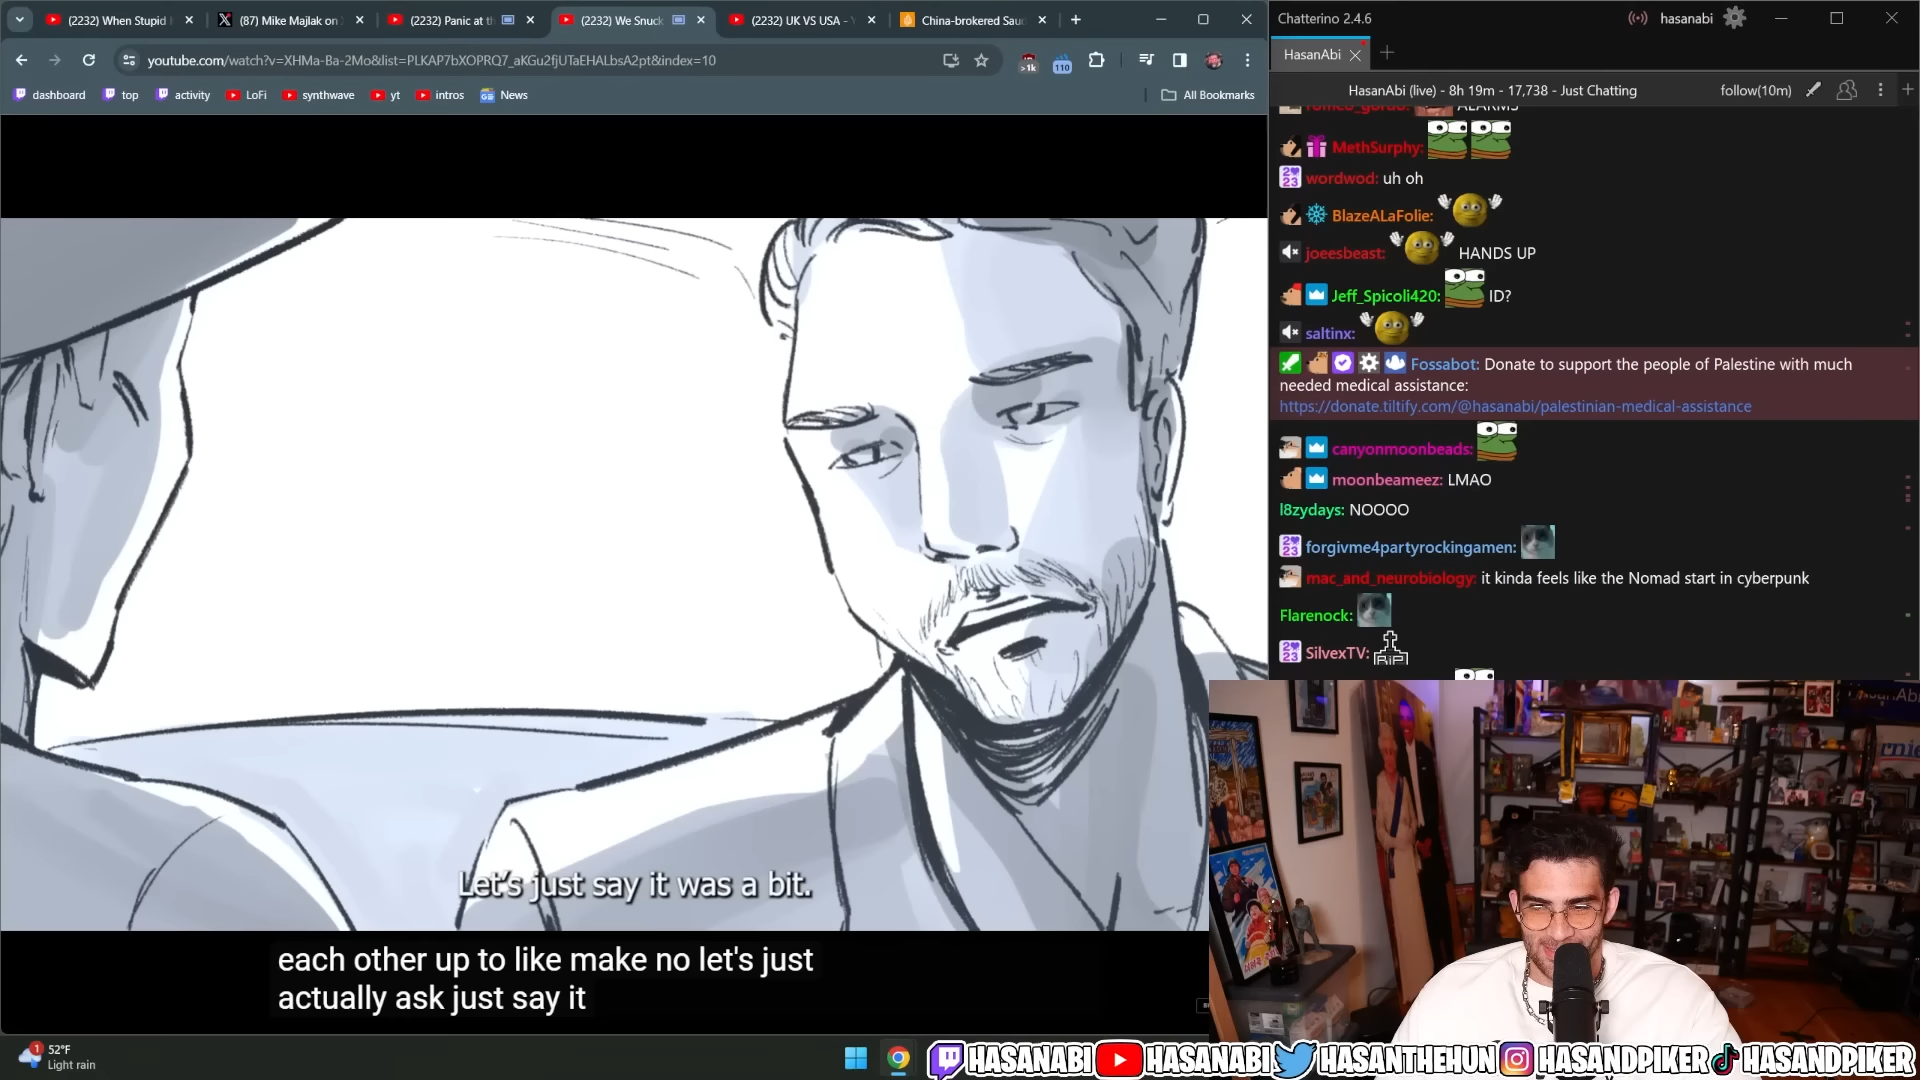 (2232) When Stupid
(87) Mike Majlak on
(2232) Panic at th
(2232) We Snuck
(2232) UK VS USA -
China-brokered Sau
youtube.com/watch?v=XHMa-Ba-2Mo&list=PLKAP7bXOPRQ7_aKGu2fjUTaEHALbsA2pt&index=10
>1k
110
dashboard
top
activity
LoFi
synthwave
yt
intros
News
All Bookmarks
Let's just say it was a bit.
each other up to like make no let's just
actually ask just say it
Chatterino 2.4.6
hasanabi
HasanAbi
HasanAbi (live) - 8h 19m - 17,738 - Just Chatting
follow(10m)
romeo_gordo: ALARMS
MethSurphy:
wordwod: uh oh
BlazeALaFolie:
joeesbeast: HANDS UP
Jeff_Spicoli420: ID?
saltinx:
Fossabot: Donate to support the people of Palestine with much
needed medical assistance:
https://donate.tiltify.com/@hasanabi/palestinian-medical-assistance
canyonmoonbeads:
moonbeameez: LMAO
l8zydays: NOOOO
forgivme4partyrockingamen:
mac_and_neurobiology: it kinda feels like the Nomad start in cyberpunk
Flarenock:
SilvexTV: RIP
1
52°F
Light rain
HASANABI HASANABI HASANTHEHUN HASANDPIKER HASANDPIKER